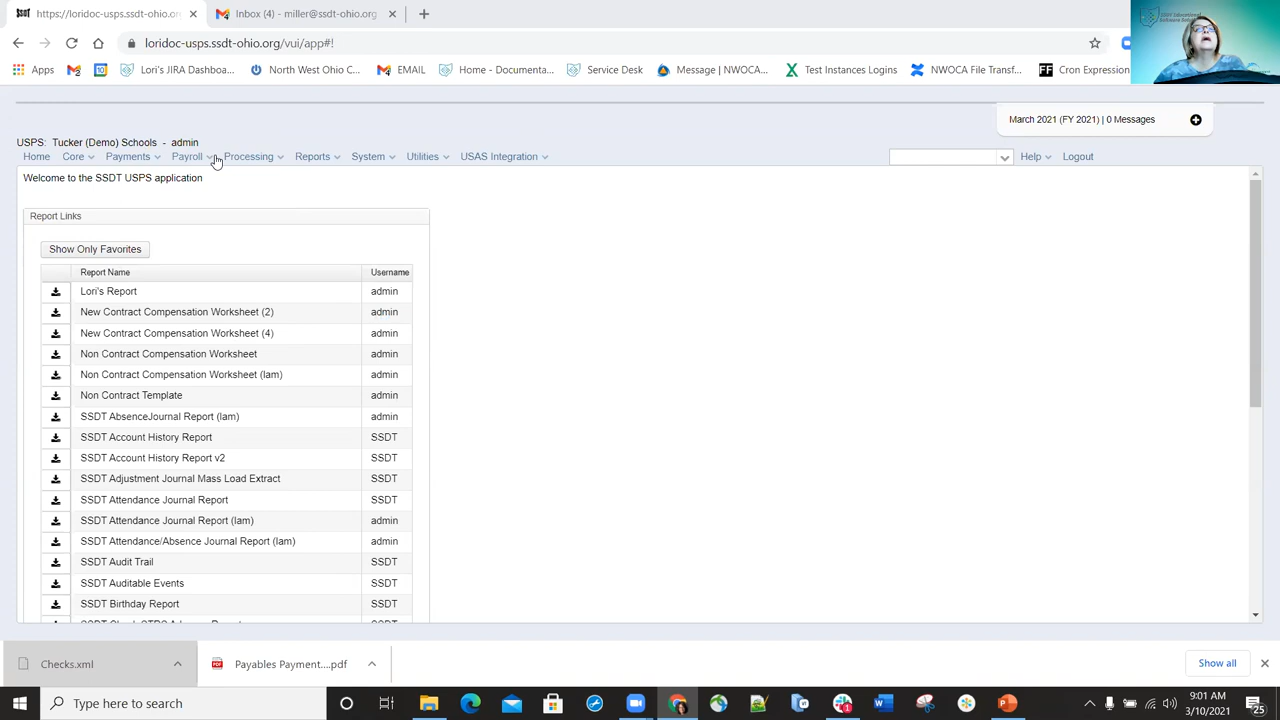 https://loridoc-usps.ssdt-ohio.org/
Inbox (4) - miller@ssdt-ohio.org
loridoc-usps.ssdt-ohio.org/vui/app#!
Apps
Lori's JIRA Dashboa...
North West Ohio C...
EMAIL
Home - Documenta...
Service Desk
Message | NWOCA...
Test Instances Logins
NWOCA File Transf...
Cron Expression
March 2021 (FY 2021) | 0 Messages
USPS: Tucker (Demo) Schools - admin
Home Core Payments Payroll Processing Reports System Utilities USAS Integration Help Logout
Welcome to the SSDT USPS application
Report Links
Show Only Favorites
Report Name Username
Lori's Report admin
New Contract Compensation Worksheet (2) admin
New Contract Compensation Worksheet (4) admin
Non Contract Compensation Worksheet admin
Non Contract Compensation Worksheet (lam) admin
Non Contract Template admin
SSDT AbsenceJournal Report (lam) admin
SSDT Account History Report SSDT
SSDT Account History Report v2 SSDT
SSDT Adjustment Journal Mass Load Extract SSDT
SSDT Attendance Journal Report SSDT
SSDT Attendance Journal Report (lam) admin
SSDT Attendance/Absence Journal Report (lam) admin
SSDT Audit Trail SSDT
SSDT Auditable Events SSDT
SSDT Birthday Report SSDT
Checks.xml
Payables Payment....pdf
Show all
Type here to search
9:01 AM
3/10/2021
25